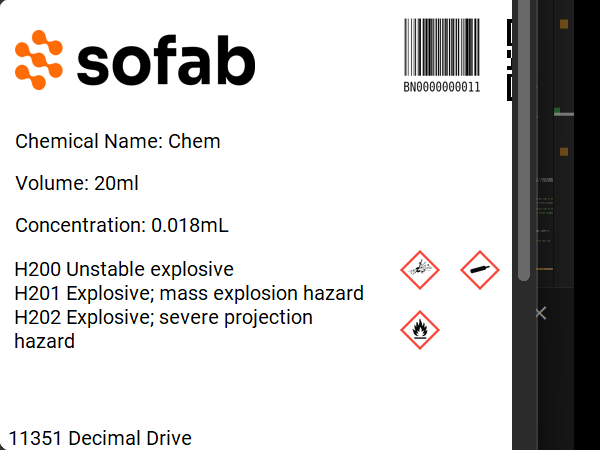 sofab
BN0000000011
Chemical Name: Chem
Volume: 20ml
Concentration: 0.018mL
H200 Unstable explosive
H201 Explosive; mass explosion hazard
H202 Explosive; severe projection
hazard
11351 Decimal Drive